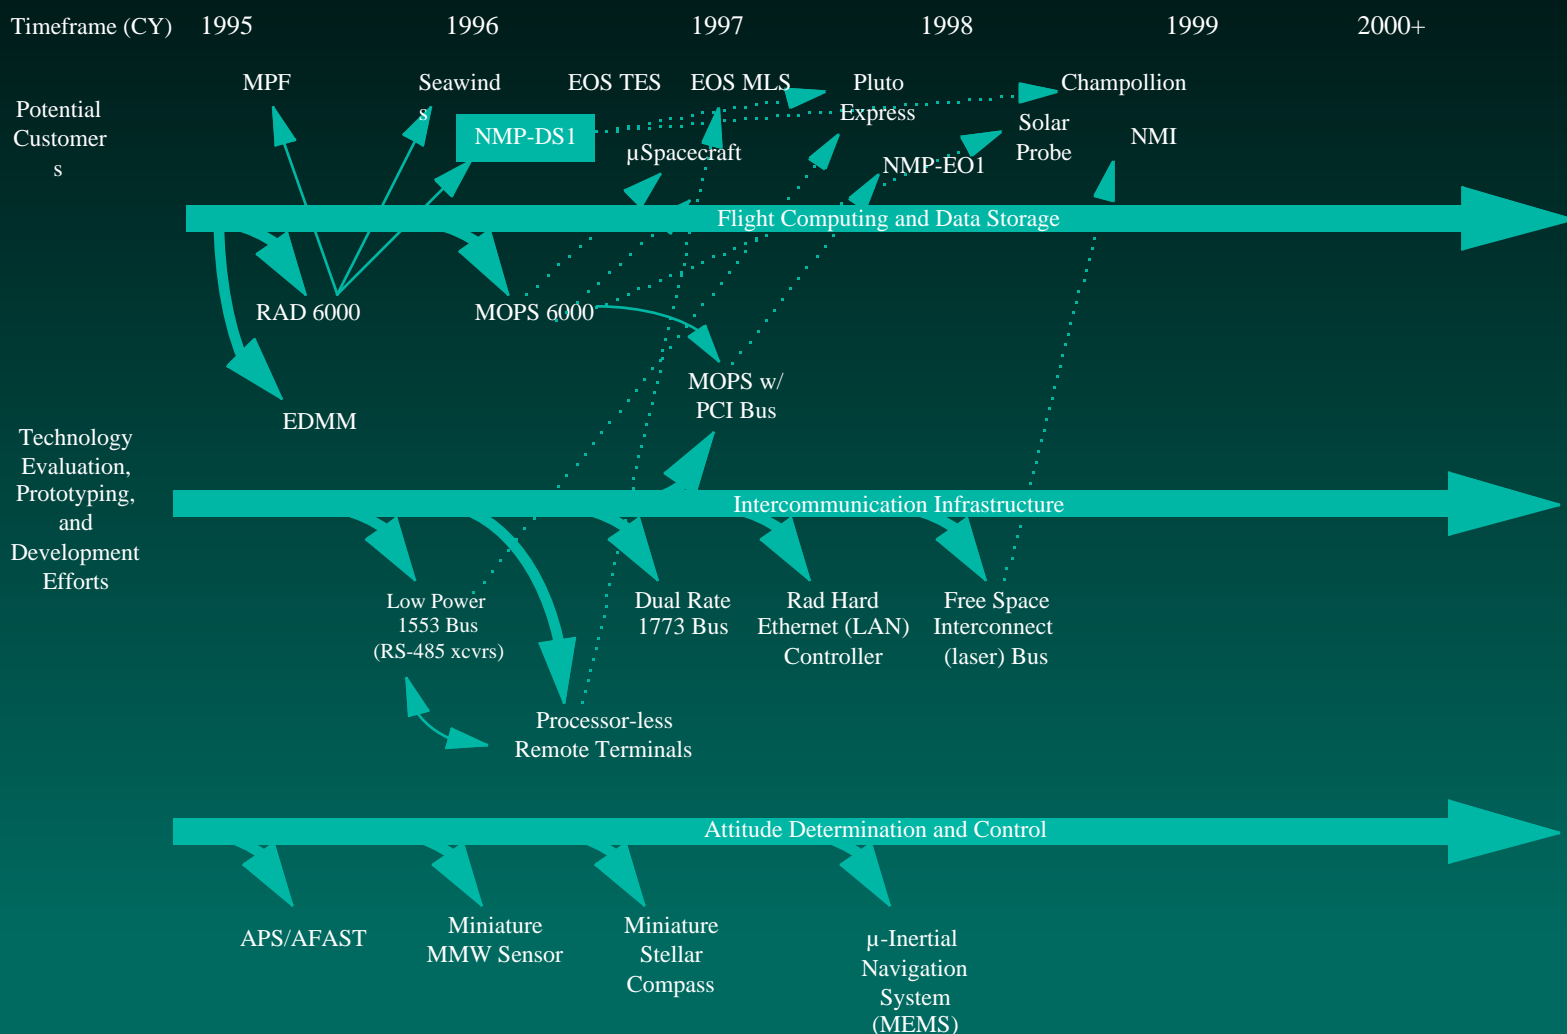 Timeframe (CY) 1995 1996 1997 1998 1999 2000+
Potential
Customer
s
MPF
Seawind
s
EOS TES
EOS MLS
Pluto
Express
Champollion
NMP-DS1
µSpacecraft
NMP-EO1
Solar
Probe
NMI
Flight Computing and Data Storage
RAD 6000
MOPS 6000
MOPS w/
PCI Bus
EDMM
Technology
Evaluation,
Prototyping,
and
Development
Efforts
Intercommunication Infrastructure
Low Power
1553 Bus
(RS-485 xcvrs)
Dual Rate
1773 Bus
Rad Hard
Ethernet (LAN)
Controller
Free Space
Interconnect
(laser) Bus
Processor-less
Remote Terminals
Attitude Determination and Control
APS/AFAST
Miniature
MMW Sensor
Miniature
Stellar
Compass
µ-Inertial
Navigation
System
(MEMS)